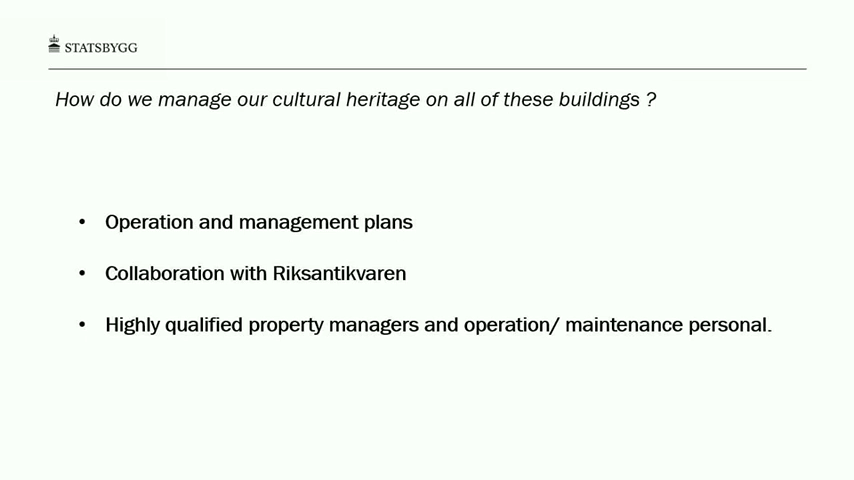 STATSBYGG
How do we manage our cultural heritage on all of these buildings ?
• Operation and management plans
• Collaboration with Riksantikvaren
• Highly qualified property managers and operation/ maintenance personal.